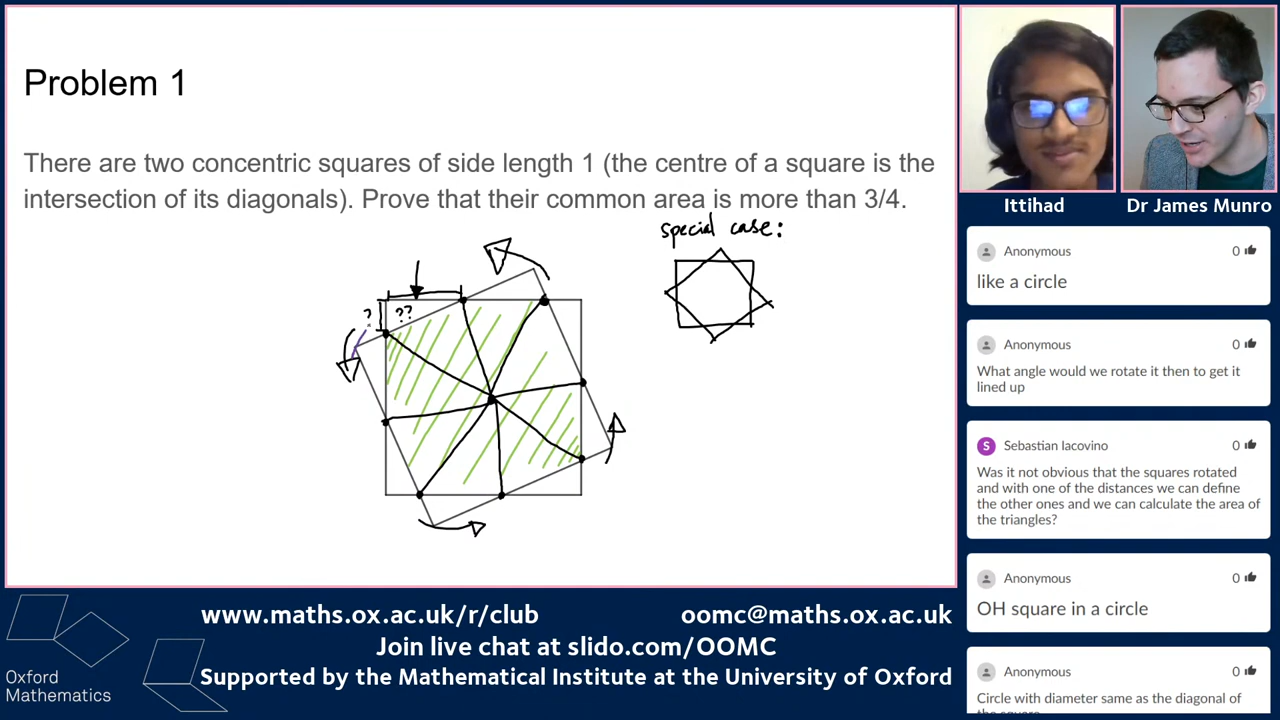 Problem 1
There are two concentric squares of side length 1 (the centre of a square is the
intersection of its diagonals). Prove that their common area is more than 3/4.
special case:
?
??
Ittihad
Dr James Munro
Anonymous
0
like a circle
Anonymous
0
What angle would we rotate it then to get it
lined up
S
Sebastian Iacovino
0
Was it not obvious that the squares rotated
and with one of the distances we can define
the other ones and we can calculate the area of
the triangles?
Anonymous
0
OH square in a circle
Anonymous
0
Circle with diameter same as the diagonal of
the square
www.maths.ox.ac.uk/r/club
oomc@maths.ox.ac.uk
Join live chat at slido.com/OOMC
Supported by the Mathematical Institute at the University of Oxford
Oxford
Mathematics